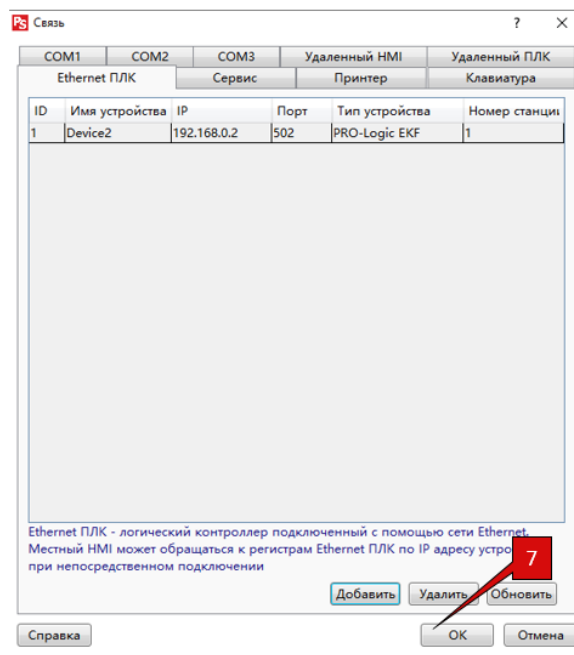 PS Связь ? ×
COM1 COM2 COM3 Удаленный HMI Удаленный ПЛК
Ethernet ПЛК Сервис Принтер Клавиатура
ID Имя устройства IP Порт Тип устройства Номер станции
1 Device2 192.168.0.2 502 PRO-Logic EKF 1
Ethernet ПЛК - логический контроллер подключенный с помощью сети Ethernet.
Местный HMI может обращаться к регистрам Ethernet ПЛК по IP адресу устро
при непосредственном подключении
7
Добавить Удалить Обновить
Справка OK Отмена